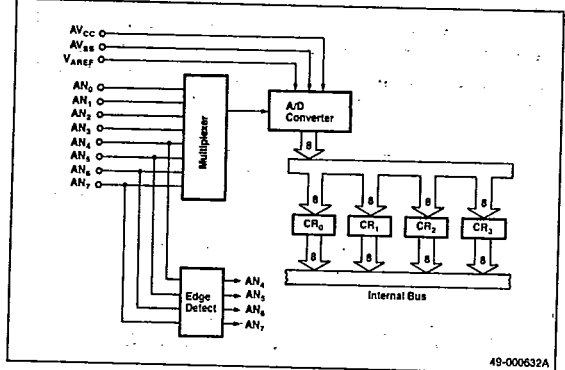 AVCC
AVSS
VAREF
AN0
AN1
AN2
AN3
AN4
AN5
AN6
AN7
Multiplexer
A/D
Converter
8
8 8 8 8
CR0 CR1 CR2 CR3
8 8 8 8
Internal Bus
Edge
Detect
AN4
AN5
AN6
AN7
49-000632A